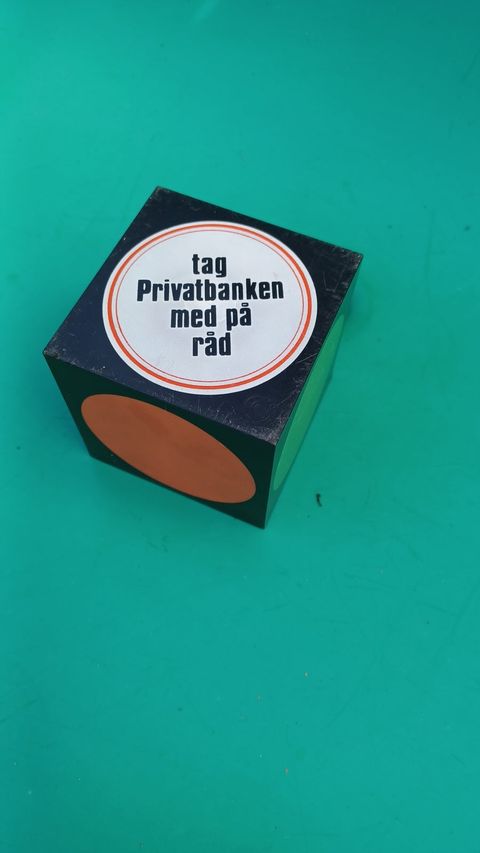 tag
Privatbanken
med på
råd